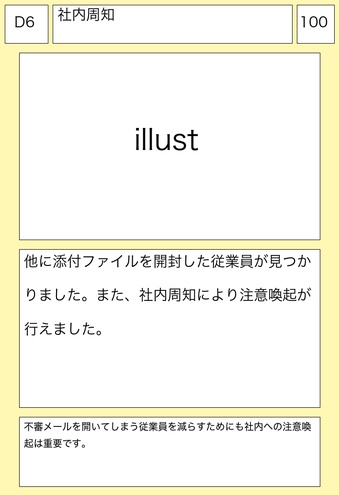 D6
社内周知
100
illust
他に添付ファイルを開封した従業員が見つか
りました。また、社内周知により注意喚起が
行えました。
不審メールを開いてしまう従業員を減らすためにも社内への注意喚
起は重要です。